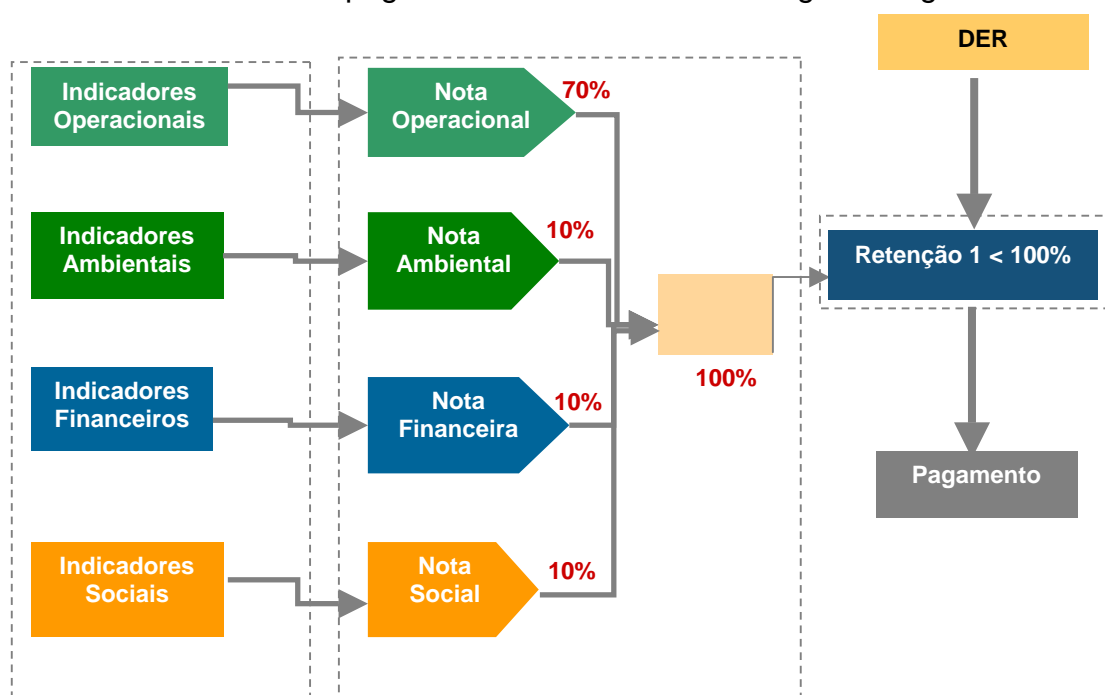 DER
Indicadores
Operacionais
Nota
Operacional
70%
Indicadores
Ambientais
Nota
Ambiental
10%
Retenção 1 < 100%
100%
Indicadores
Financeiros
Nota
Financeira
10%
Pagamento
Indicadores
Sociais
Nota
Social
10%